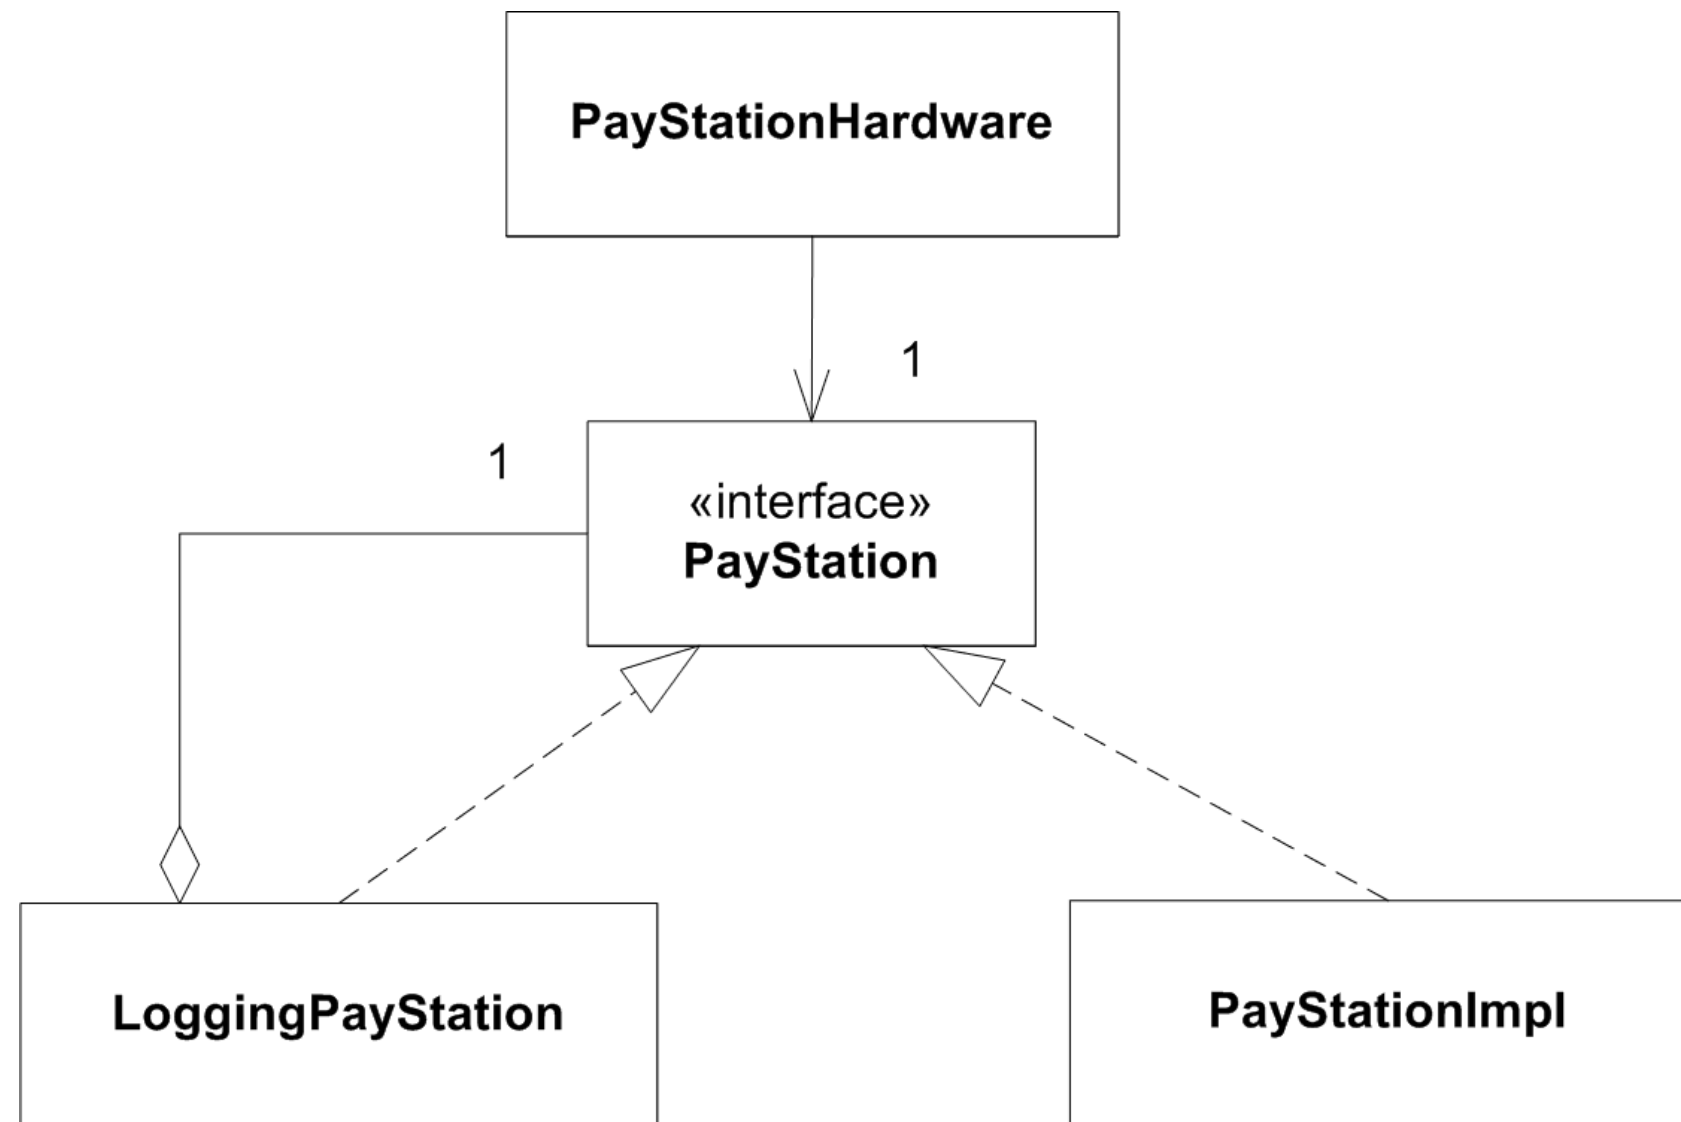 PayStationHardware
1
1
«interface»
PayStation
LoggingPayStation
PayStationImpl